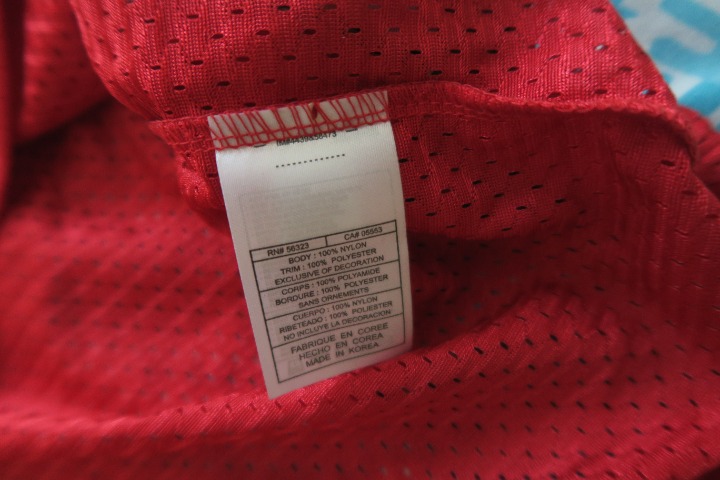 RN# 56323 CA# 05553
BODY : 100% NYLON
TRIM : 100% POLYESTER
EXCLUSIVE OF DECORATION
CORPS : 100% POLYAMIDE
BORDURE : 100% POLYESTER
SANS ORNEMENTS
CUERPO : 100% NYLON
RIBETEADO : 100% POLIESTER
NO INCLUYE LA DECORACION
FABRIQUE EN COREE
HECHO EN COREA
MADE IN KOREA